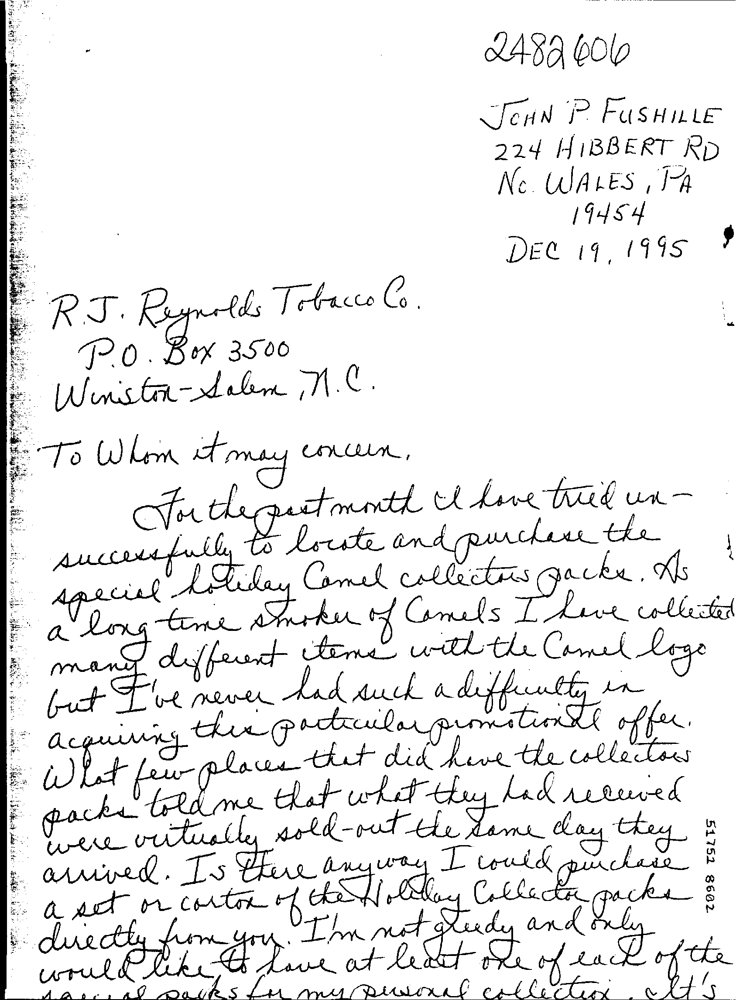 2482606
JOHN P. FUSHILLE
224 HIBBERT RD
No. WALES, PA
19454
DEC 19, 1995
R.J. Reynolds Tobacco Co.
P.O. Box 3500
Winston-Salem, N.C.
To Whom it may concern,
For the past month I have tried un-
successfully to locate and purchase the
special holiday Camel collectors packs. As
a long time smoker of Camels I have collected
many different items with the Camel logo
but I've never had such a difficulty in
acquiring this particular promotional offer.
What few places that did have the collectors
packs told me that what they had received
were virtually sold-out the same day they
arrived. Is there anyway I could purchase
a set or carton of the Holiday Collector packs
directly from you. I'm not greedy and only
would like to have at least one of each of the
special packs for my personal collection. It's
51751 8602